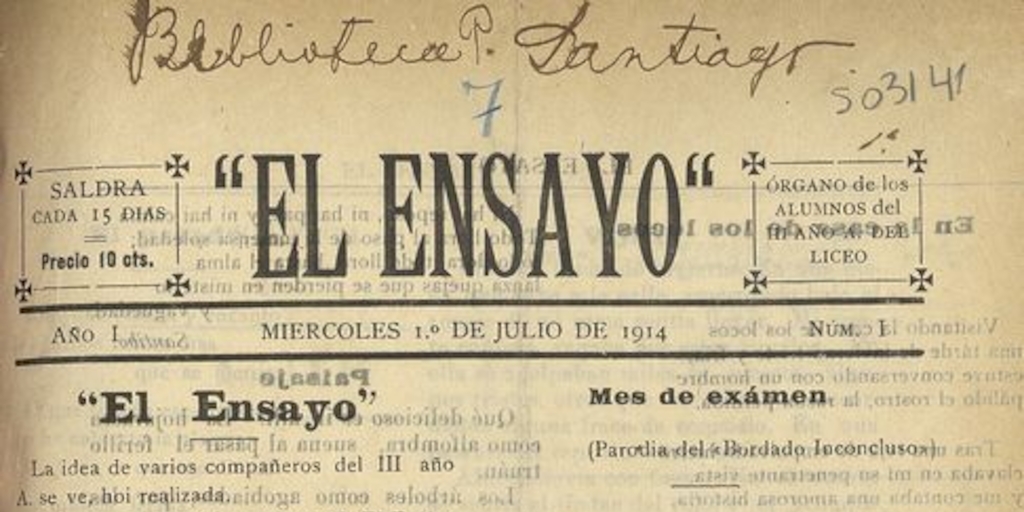 Biblioteca P. Santiago
7
503141
SALDRA
CADA 15 DIAS
Precio 10 cts.
“EL ENSAYO“
ÓRGANO de los
ALUMNOS del
III AÑO A. DEL
LICEO
AÑO I.
MIERCOLES 1.º DE JULIO DE 1914
NÚM. I
“El Ensayo”
La idea de varios compañeros del III año
A. se ve, hoi realizada.
Mes de exámen
(Parodia del «Bordado Inconcluso»)